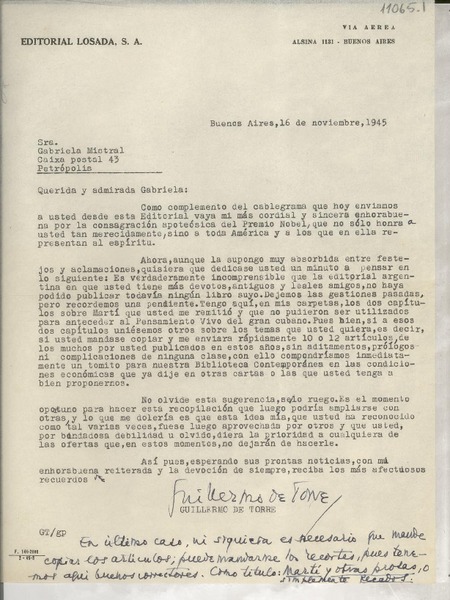 11065.1
VIA AEREA
EDITORIAL LOSADA, S. A.
ALSINA 1131 - BUENOS AIRES
Buenos Aires,16 de noviembre,1945
Sra.
Gabriela Mistral
Caixa postal 43
Petrópolis
Querida y admirada Gabriela:
Como complemento del cablegrama que hoy enviamos
a usted desde esta Editorial vaya mi más cordial y sincera enhorabue
na por la consagración apoteósica del Premio Nobel, que no sólo honra a
usted tan merecidamente,sino a toda América y a los que en ella re-
presentan al espíritu.
Ahora,aunque la supongo muy absorbida entre feste-
jos y aclamaciones, quisiera que dedicase usted un minuto a pensar en
lo siguiente: Es verdaderamente incomprensible que la editorial argen
tina en que usted tiene más devotos,antiguos y leales amigos, no haya
podido publicar todavía ningún libro suyo. Dejemos las gestiones pasadas,
pero recordemos una pendiente. Tengo aquí, en mis carpetas, los dos capítu
los sobre Martí que usted me remitió y que no pudieron ser utilizados
para anteceder al Pensamiento Vivo del gran cubano. Pues bien, si a esos
dos capítulos uniésemos otros sobre los temas que usted quiera, es decir,
si usted mandase copiar y me enviara rápidamente 10 o 12 artículos, de
los muchos por usted publicados en estos años, sin aditamentos, prólogos
ni complicaciones de ninguna clase, con ello compondríamos inmediata-
mente un tomito para nuestra Biblioteca Contemporánea en las condicio
nes económicas que ya dije en otras cartas o las que usted tenga a
bien proponernos.
No olvide esta sugerencia, se lo ruego. Es el momento
oportuno para hacer esta recopilación que luego podría ampliarse con
otras, y lo que me dolería es que esta idea mía, que usted ha reconocido
como tal varias veces, fuese luego aprovechada por otros y que usted,
por bondadosa debilidad u olvido, diera la prioridad a cualquiera de
las ofertas que, en estos momentos, no dejarán de hacerle.
Así pues, esperando sus prontas noticias, con mi
enhorabuena reiterada y la devoción de siempre, reciba los más afectuosos
recuerdos de
Guillermo de Torre
GUILLERMO DE TORRE
GT/gp
En último caso, ni siquiera es necesario que mande
copiar los artículos; puede mandarme los recortes, pues tene-
mos aquí buenos correctores. Como título: Martí y otras prosas, o
simplemente Recados.